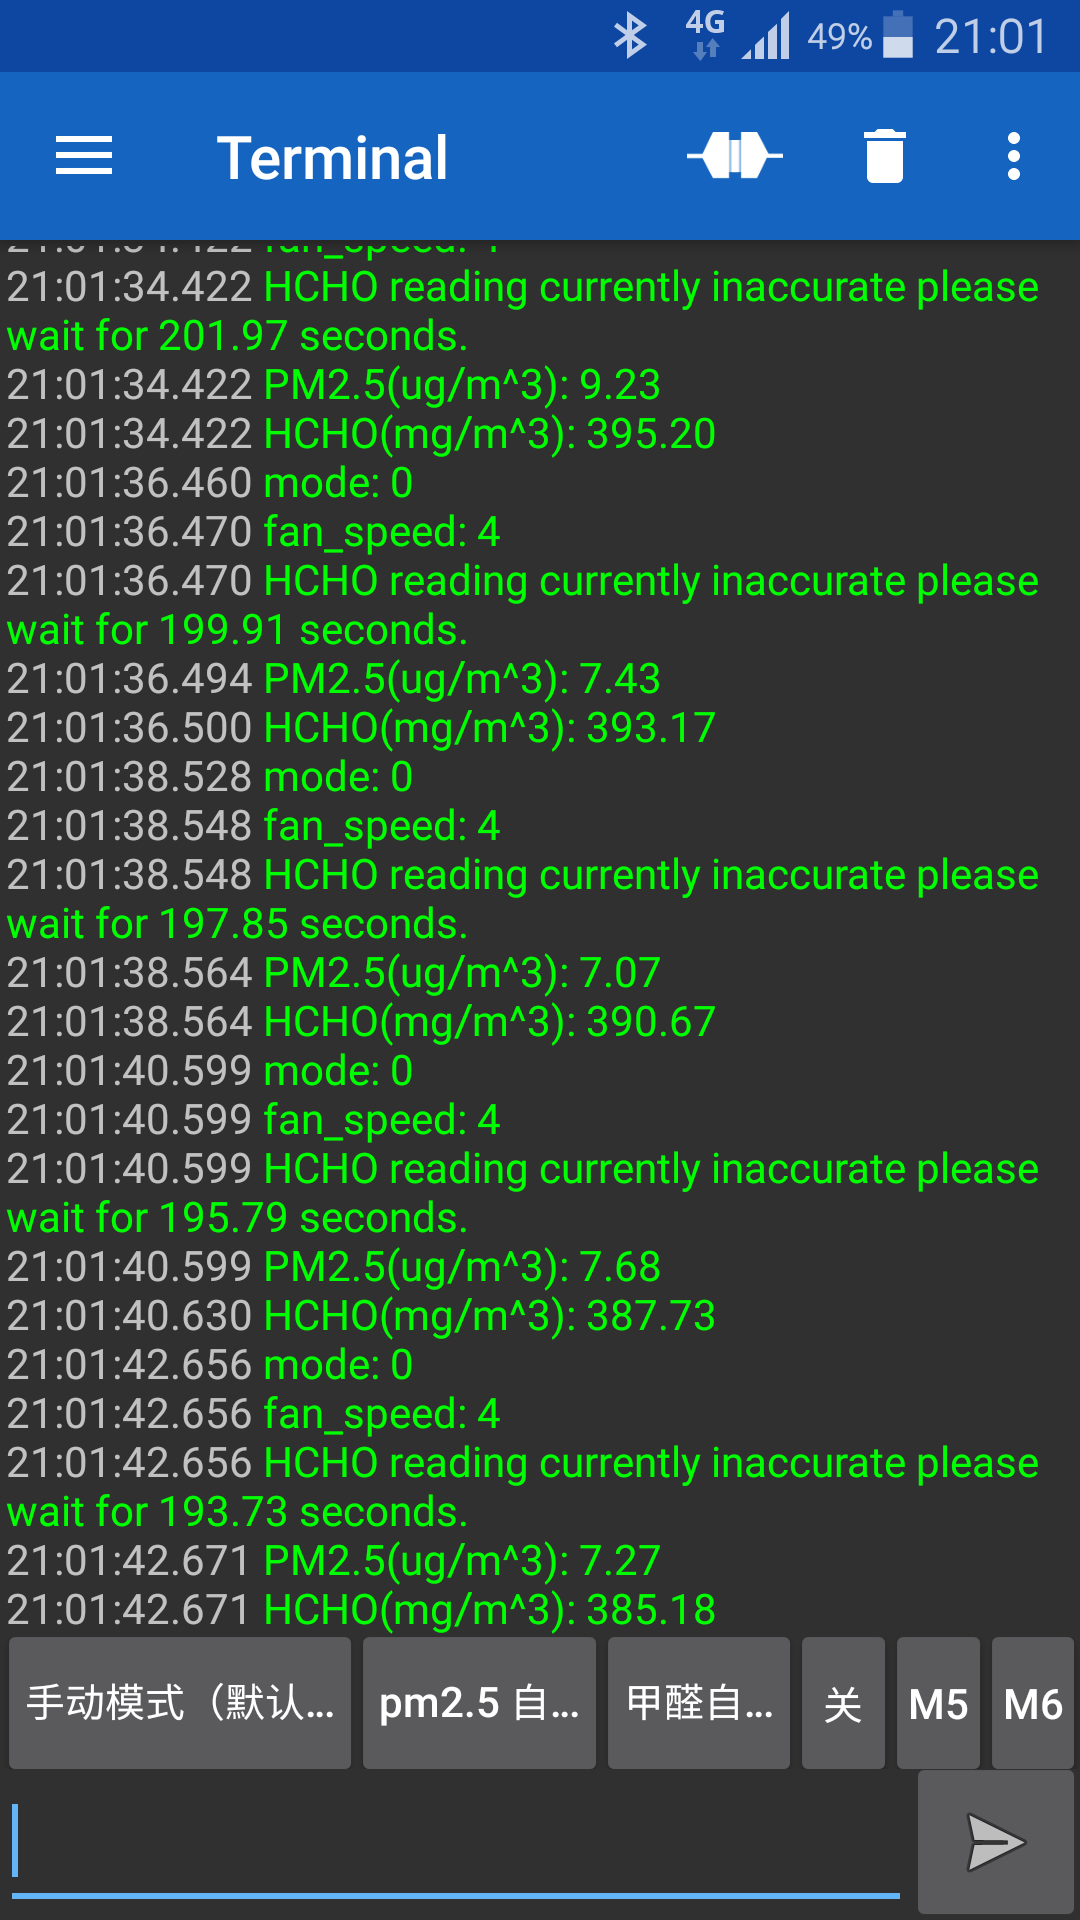 4G 49% 21:01
Terminal
21:01:34.422 fan_speed: 4
21:01:34.422 HCHO reading currently inaccurate please
wait for 201.97 seconds.
21:01:34.422 PM2.5(ug/m^3): 9.23
21:01:34.422 HCHO(mg/m^3): 395.20
21:01:36.460 mode: 0
21:01:36.470 fan_speed: 4
21:01:36.470 HCHO reading currently inaccurate please
wait for 199.91 seconds.
21:01:36.494 PM2.5(ug/m^3): 7.43
21:01:36.500 HCHO(mg/m^3): 393.17
21:01:38.528 mode: 0
21:01:38.548 fan_speed: 4
21:01:38.548 HCHO reading currently inaccurate please
wait for 197.85 seconds.
21:01:38.564 PM2.5(ug/m^3): 7.07
21:01:38.564 HCHO(mg/m^3): 390.67
21:01:40.599 mode: 0
21:01:40.599 fan_speed: 4
21:01:40.599 HCHO reading currently inaccurate please
wait for 195.79 seconds.
21:01:40.599 PM2.5(ug/m^3): 7.68
21:01:40.630 HCHO(mg/m^3): 387.73
21:01:42.656 mode: 0
21:01:42.656 fan_speed: 4
21:01:42.656 HCHO reading currently inaccurate please
wait for 193.73 seconds.
21:01:42.671 PM2.5(ug/m^3): 7.27
21:01:42.671 HCHO(mg/m^3): 385.18
手动模式（默认... pm2.5 自... 甲醛自... 关 M5 M6